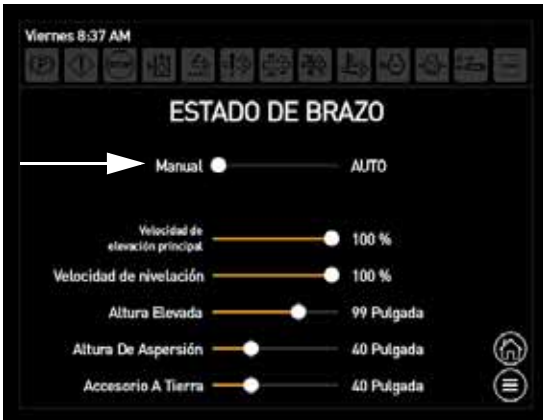 Viernes 8:37 AM
ESTADO DE BRAZO
Manual AUTO
Velocidad de
elevación principal 100 %
Velocidad de nivelación 100 %
Altura Elevada 99 Pulgada
Altura De Aspersión 40 Pulgada
Accesorio A Tierra 40 Pulgada